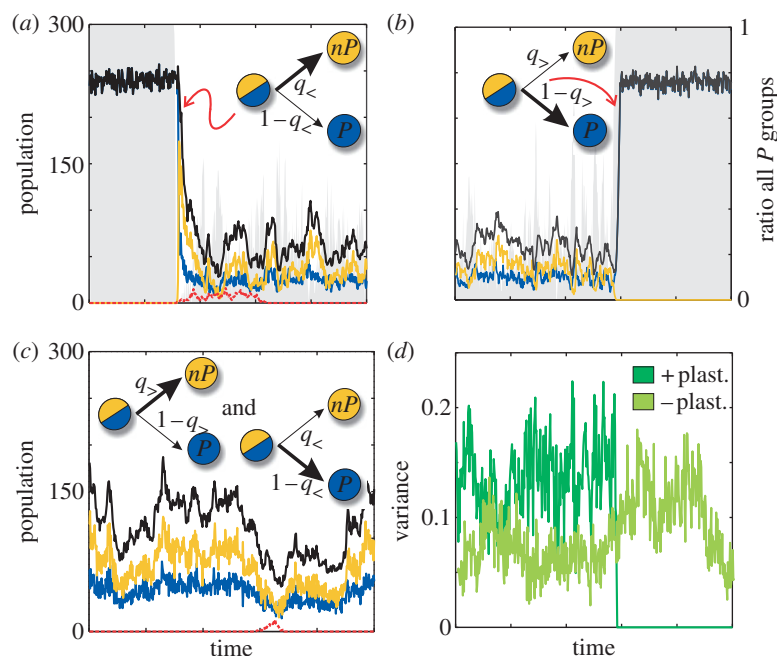 (a)
300
150
0
population
nP
q<
1–q<
P
(b)
nP
q>
1–q>
P
1
0
ratio all P groups
(c)
300
150
0
population
nP
q>
1–q>
P
and
nP
q<
1–q<
P
time
(d)
+ plast.
– plast..
0.2
0.1
0
variance
time